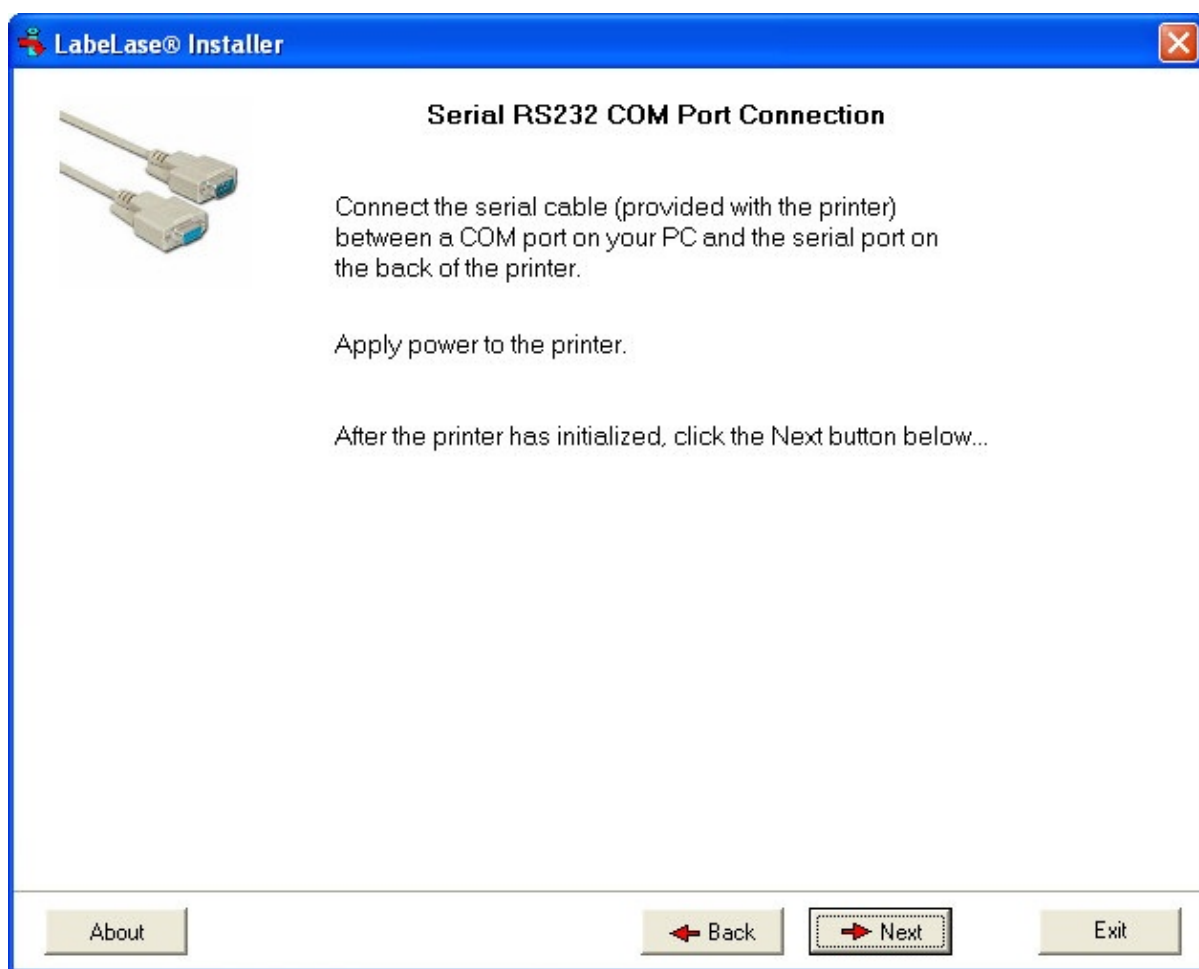 LabeLase® Installer
Serial RS232 COM Port Connection
Connect the serial cable (provided with the printer)
between a COM port on your PC and the serial port on
the back of the printer.
Apply power to the printer.
After the printer has initialized, click the Next button below...
About
Back
Next
Exit